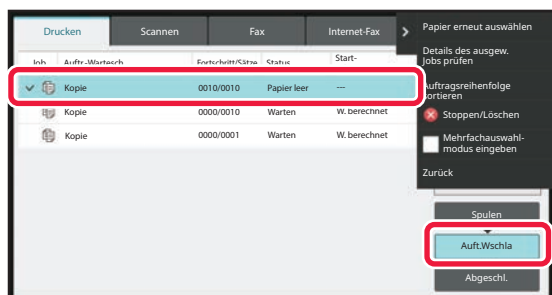 Drucken Scannen Fax Internet-Fax
Job Auftr.-Wartesch Fortschritt/Sätze Status Start-
Kopie 0010/0010 Papier leer ---
Kopie 0000/0010 Warten W. berechnet
Kopie 0000/0001 Warten W. berechnet
Papier erneut auswählen
Details des ausgew.
Jobs prüfen
Auftragsreihenfolge
sortieren
Stoppen/Löschen
Mehrfachauswahl-
modus eingeben
Zurück
Spulen
Auft.Wschla
Abgeschl.